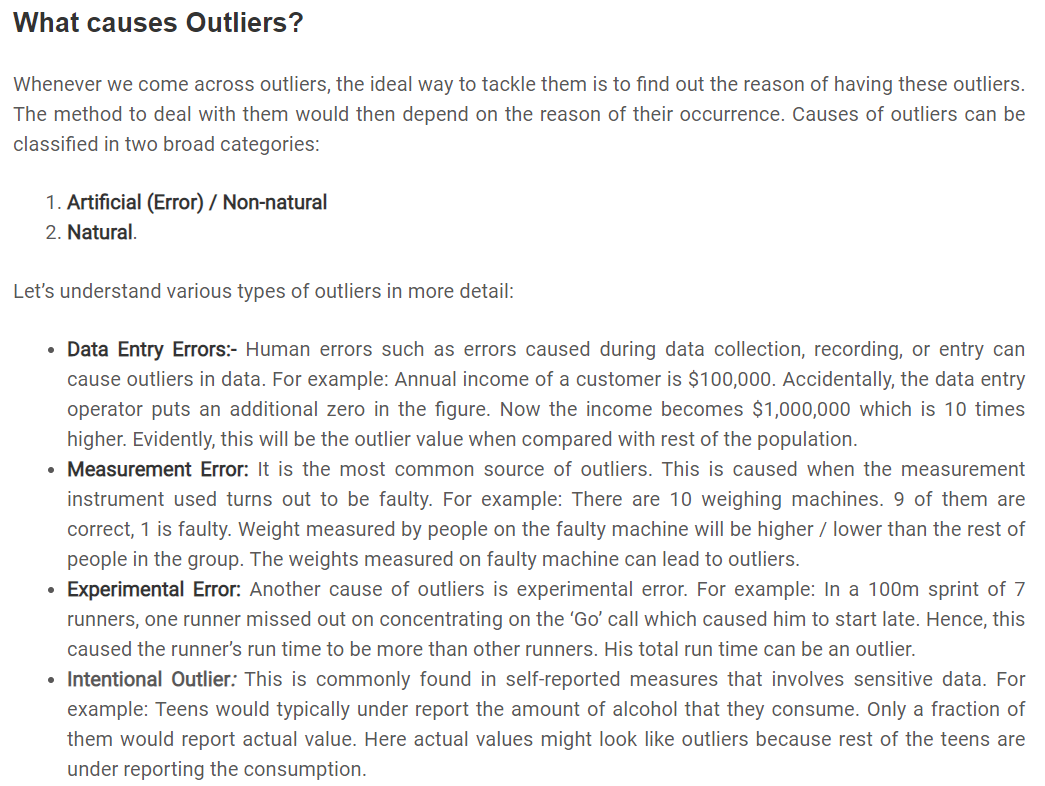 What causes Outliers?
Whenever we come across outliers, the ideal way to tackle them is to find out the reason of having these outliers.
The method to deal with them would then depend on the reason of their occurrence. Causes of outliers can be
classified in two broad categories:
1. Artificial (Error) / Non-natural
2. Natural.
Let’s understand various types of outliers in more detail:
• Data Entry Errors:- Human errors such as errors caused during data collection, recording, or entry can
cause outliers in data. For example: Annual income of a customer is $100,000. Accidentally, the data entry
operator puts an additional zero in the figure. Now the income becomes $1,000,000 which is 10 times
higher. Evidently, this will be the outlier value when compared with rest of the population.
• Measurement Error: It is the most common source of outliers. This is caused when the measurement
instrument used turns out to be faulty. For example: There are 10 weighing machines. 9 of them are
correct, 1 is faulty. Weight measured by people on the faulty machine will be higher / lower than the rest of
people in the group. The weights measured on faulty machine can lead to outliers.
• Experimental Error: Another cause of outliers is experimental error. For example: In a 100m sprint of 7
runners, one runner missed out on concentrating on the ‘Go’ call which caused him to start late. Hence, this
caused the runner’s run time to be more than other runners. His total run time can be an outlier.
• Intentional Outlier: This is commonly found in self-reported measures that involves sensitive data. For
example: Teens would typically under report the amount of alcohol that they consume. Only a fraction of
them would report actual value. Here actual values might look like outliers because rest of the teens are
under reporting the consumption.